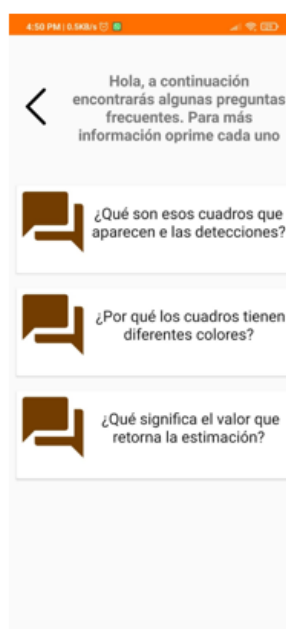 4:50 PM | 0.5KB/s
Hola, a continuación
encontrarás algunas preguntas
frecuentes. Para más
información oprime cada uno
¿Qué son esos cuadros que
aparecen e las detecciones?
¿Por qué los cuadros tienen
diferentes colores?
¿Qué significa el valor que
retorna la estimación?